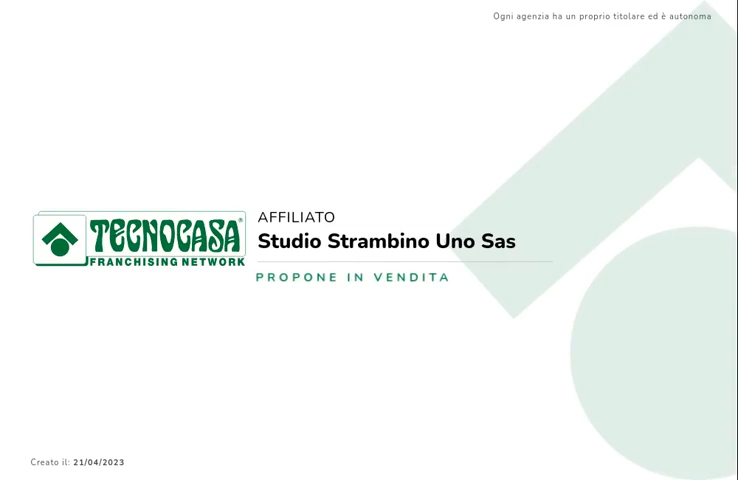 Ogni agenzia ha un proprio titolare ed è autonoma
TECNOCASA®
FRANCHISING NETWORK
AFFILIATO
Studio Strambino Uno Sas
PROPONE IN VENDITA
Creato il: 21/04/2023